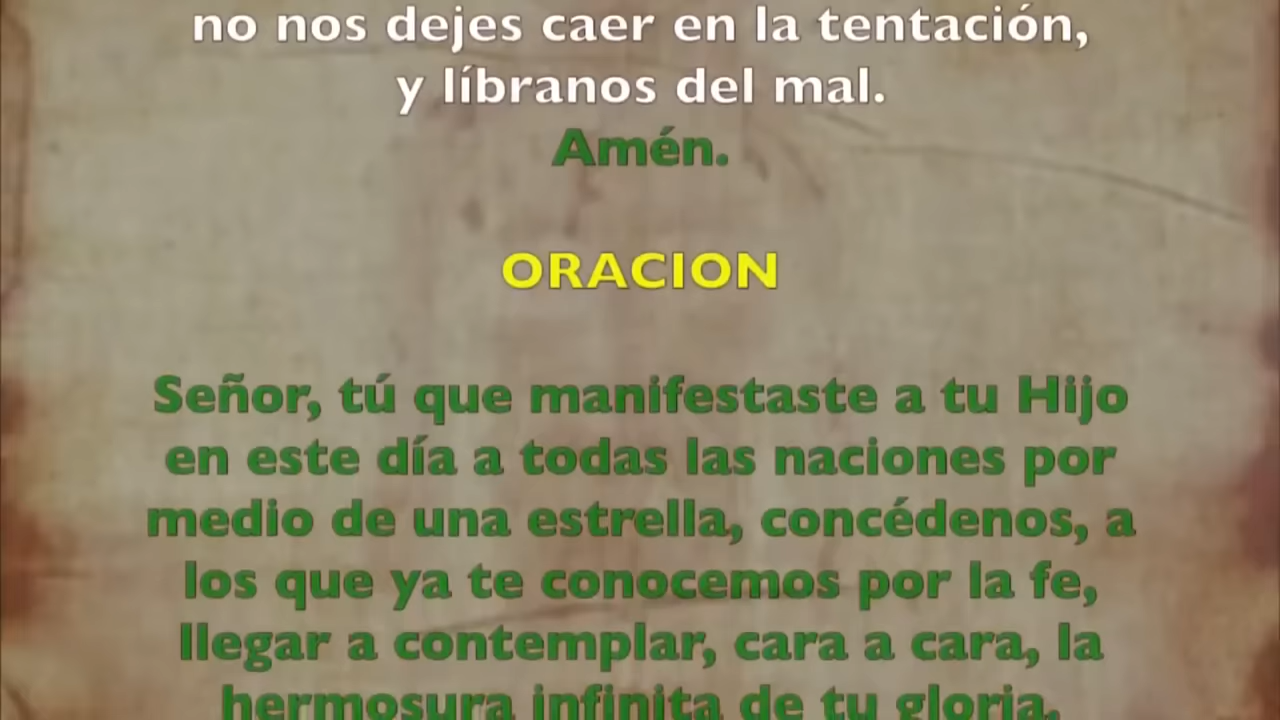 no nos dejes caer en la tentación,
y líbranos del mal.
Amén.
ORACION
Señor, tú que manifestaste a tu Hijo
en este día a todas las naciones por
medio de una estrella, concédenos, a
los que ya te conocemos por la fe,
llegar a contemplar, cara a cara, la
hermosura infinita de tu gloria.